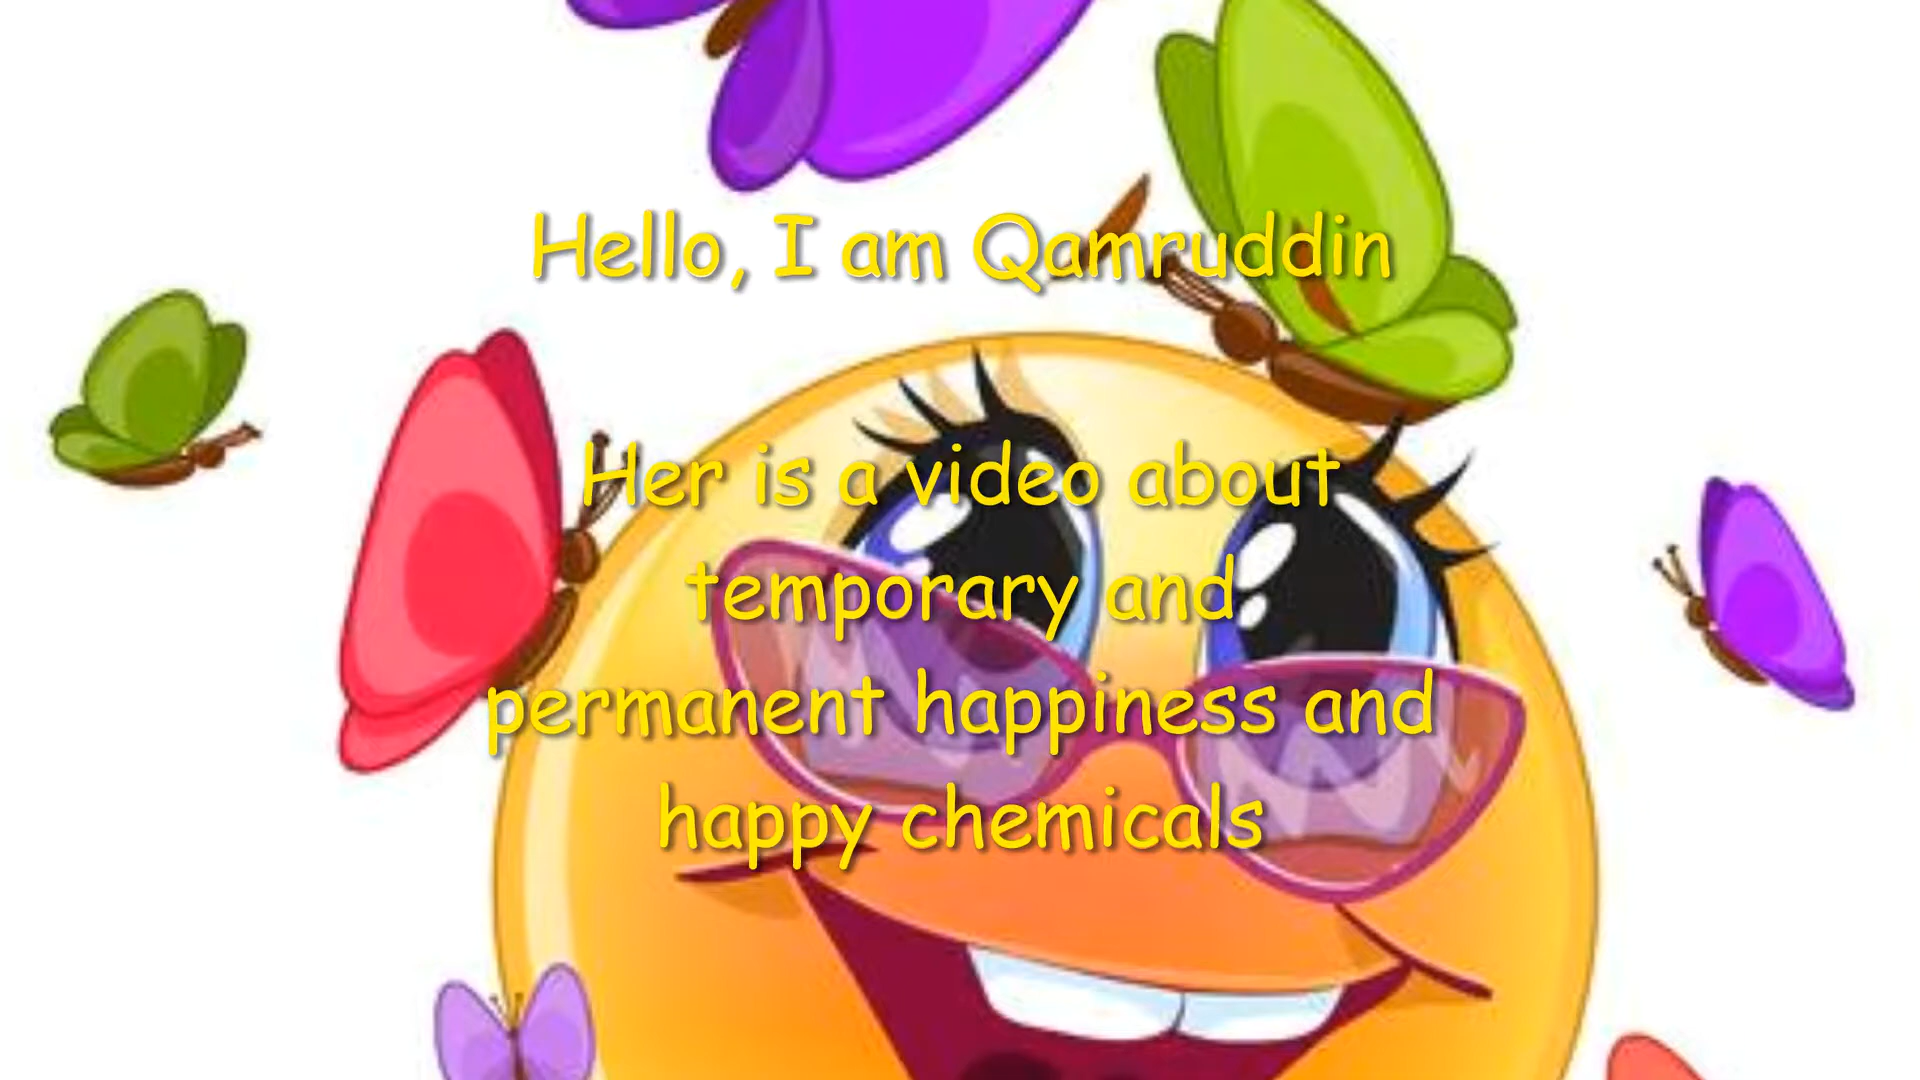 Hello, I am Qamruddin
Her is a video about
temporary and
permanent happiness and
happy chemicals